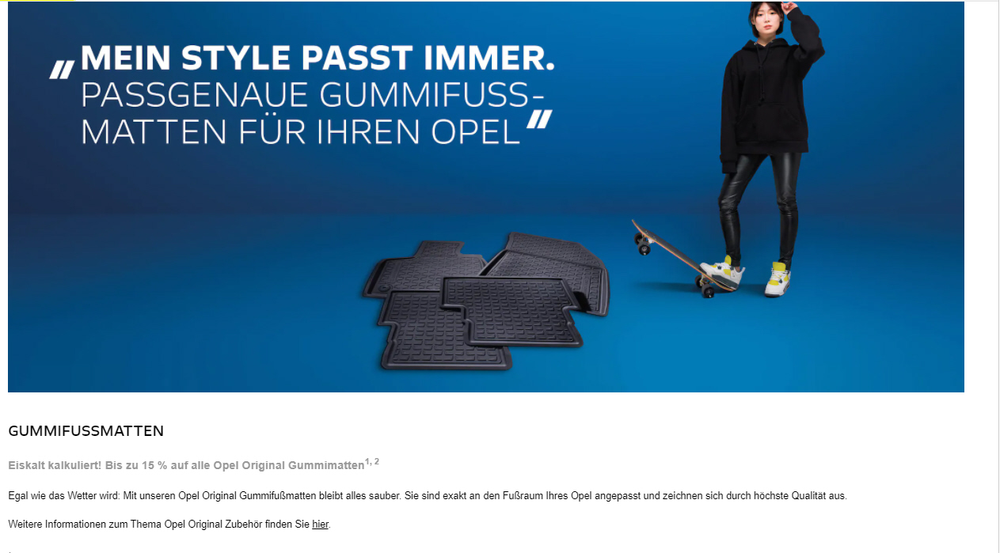 „MEIN STYLE PASST IMMER.
PASSGENAUE GUMMIFUSS-
MATTEN FÜR IHREN OPEL“
GUMMIFUSSMATTEN
Eiskalt kalkuliert! Bis zu 15 % auf alle Opel Original Gummimatten1, 2
Egal wie das Wetter wird: Mit unseren Opel Original Gummifußmatten bleibt alles sauber. Sie sind exakt an den Fußraum Ihres Opel angepasst und zeichnen sich durch höchste Qualität aus.
Weitere Informationen zum Thema Opel Original Zubehör finden Sie hier.